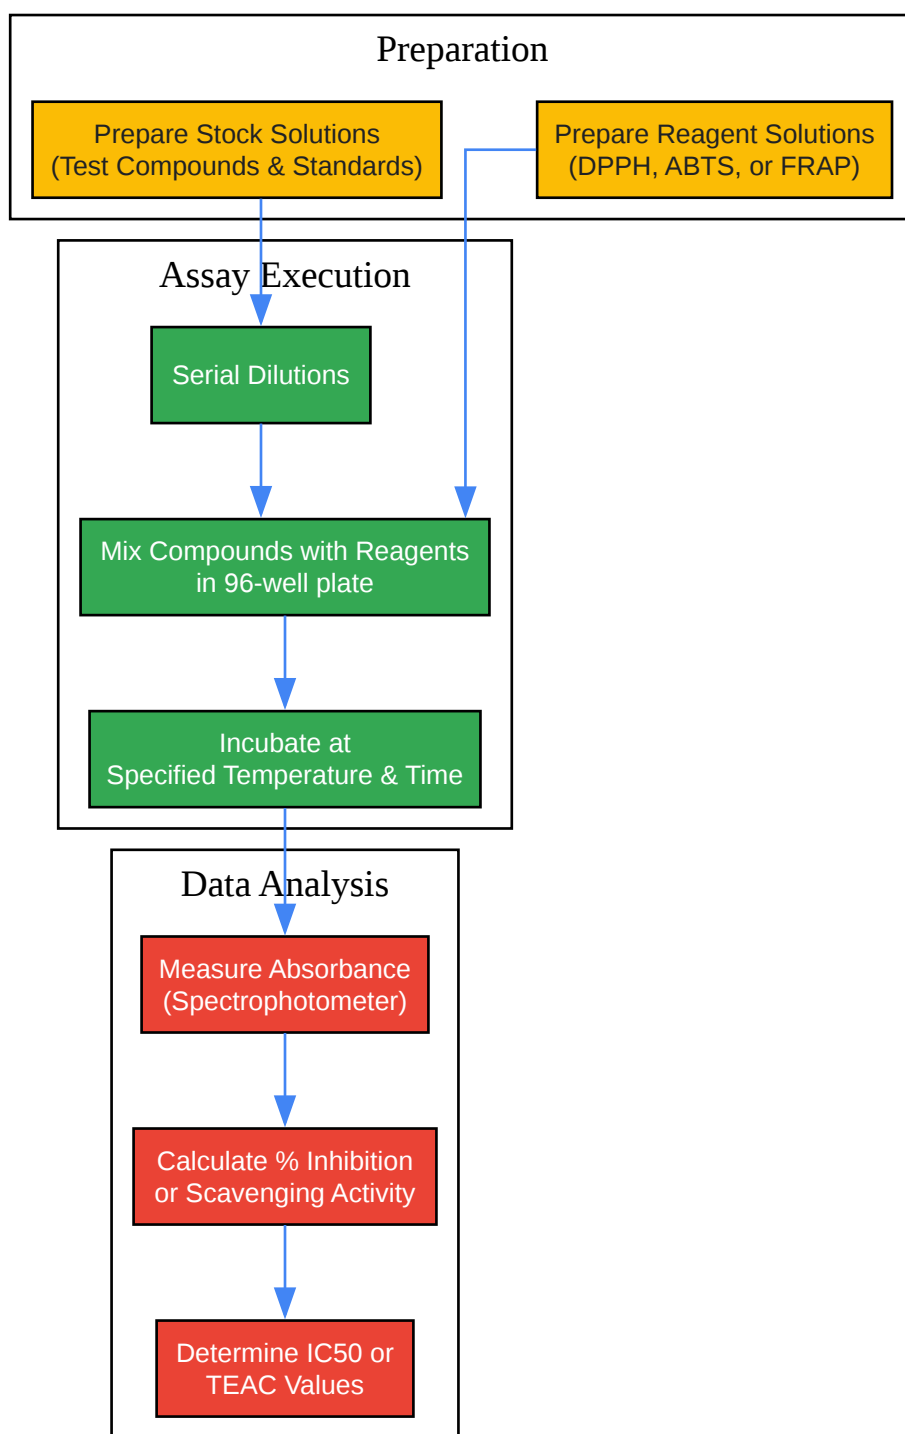 Preparation
Prepare Stock Solutions
(Test Compounds & Standards)
Prepare Reagent Solutions
(DPPH, ABTS, or FRAP)
Assay Execution
Serial Dilutions
Mix Compounds with Reagents
in 96-well plate
Incubate at
Specified Temperature & Time
Data Analysis
Measure Absorbance
(Spectrophotometer)
Calculate % Inhibition
or Scavenging Activity
Determine IC50 or
TEAC Values